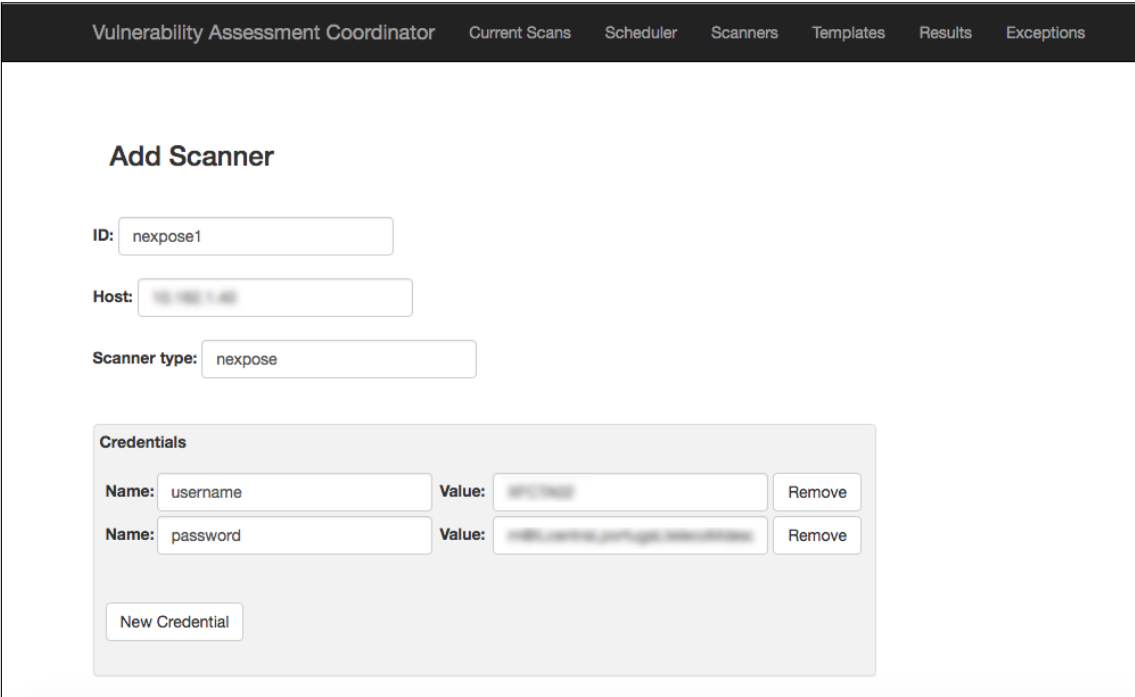 Vulnerability Assessment Coordinator Current Scans Scheduler Scanners Templates Results Exceptions
Add Scanner
ID: nexpose1
Host:
Scanner type: nexpose
Credentials
Name: username Value: Remove
Name: password Value: Remove
New Credential